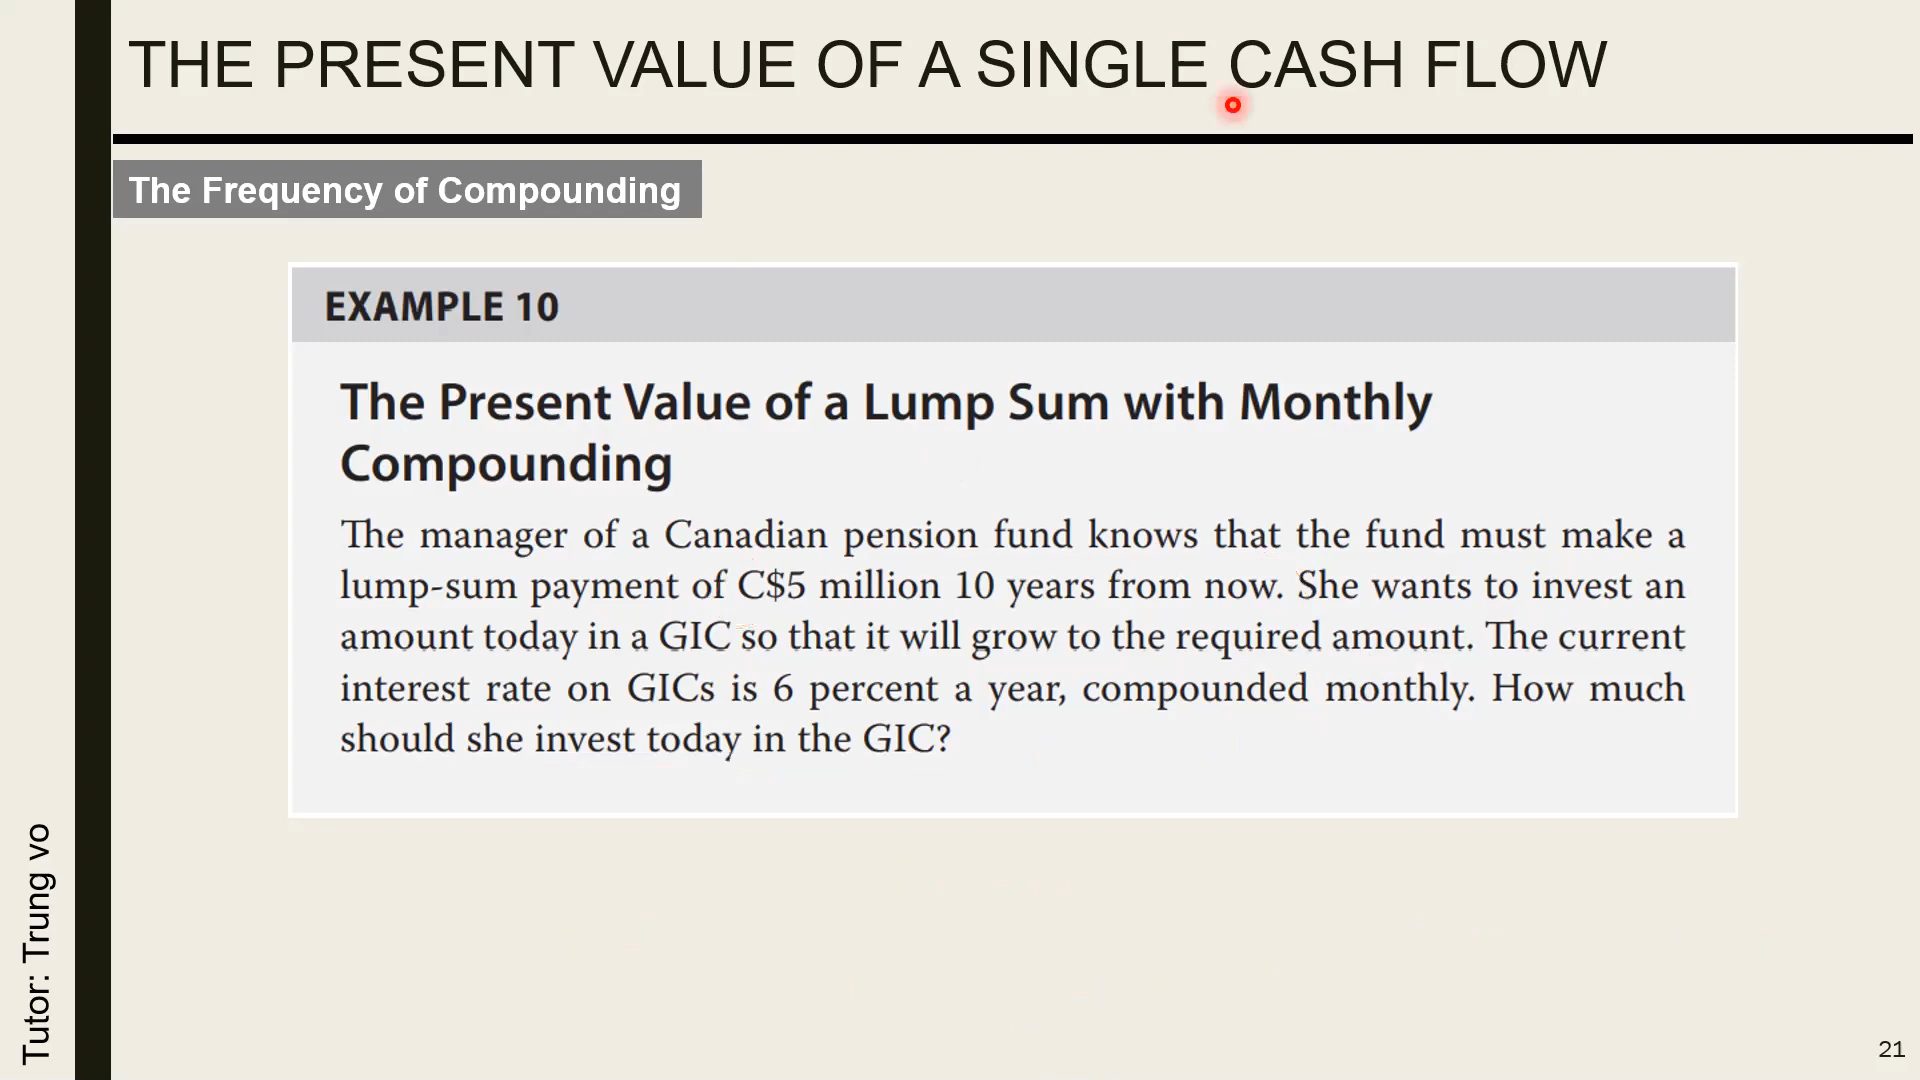 THE PRESENT VALUE OF A SINGLE CASH FLOW
The Frequency of Compounding
EXAMPLE 10
The Present Value of a Lump Sum with Monthly
Compounding
The manager of a Canadian pension fund knows that the fund must make a
lump-sum payment of C$5 million 10 years from now. She wants to invest an
amount today in a GIC so that it will grow to the required amount. The current
interest rate on GICs is 6 percent a year, compounded monthly. How much
should she invest today in the GIC?
Tutor: Trung vo
21